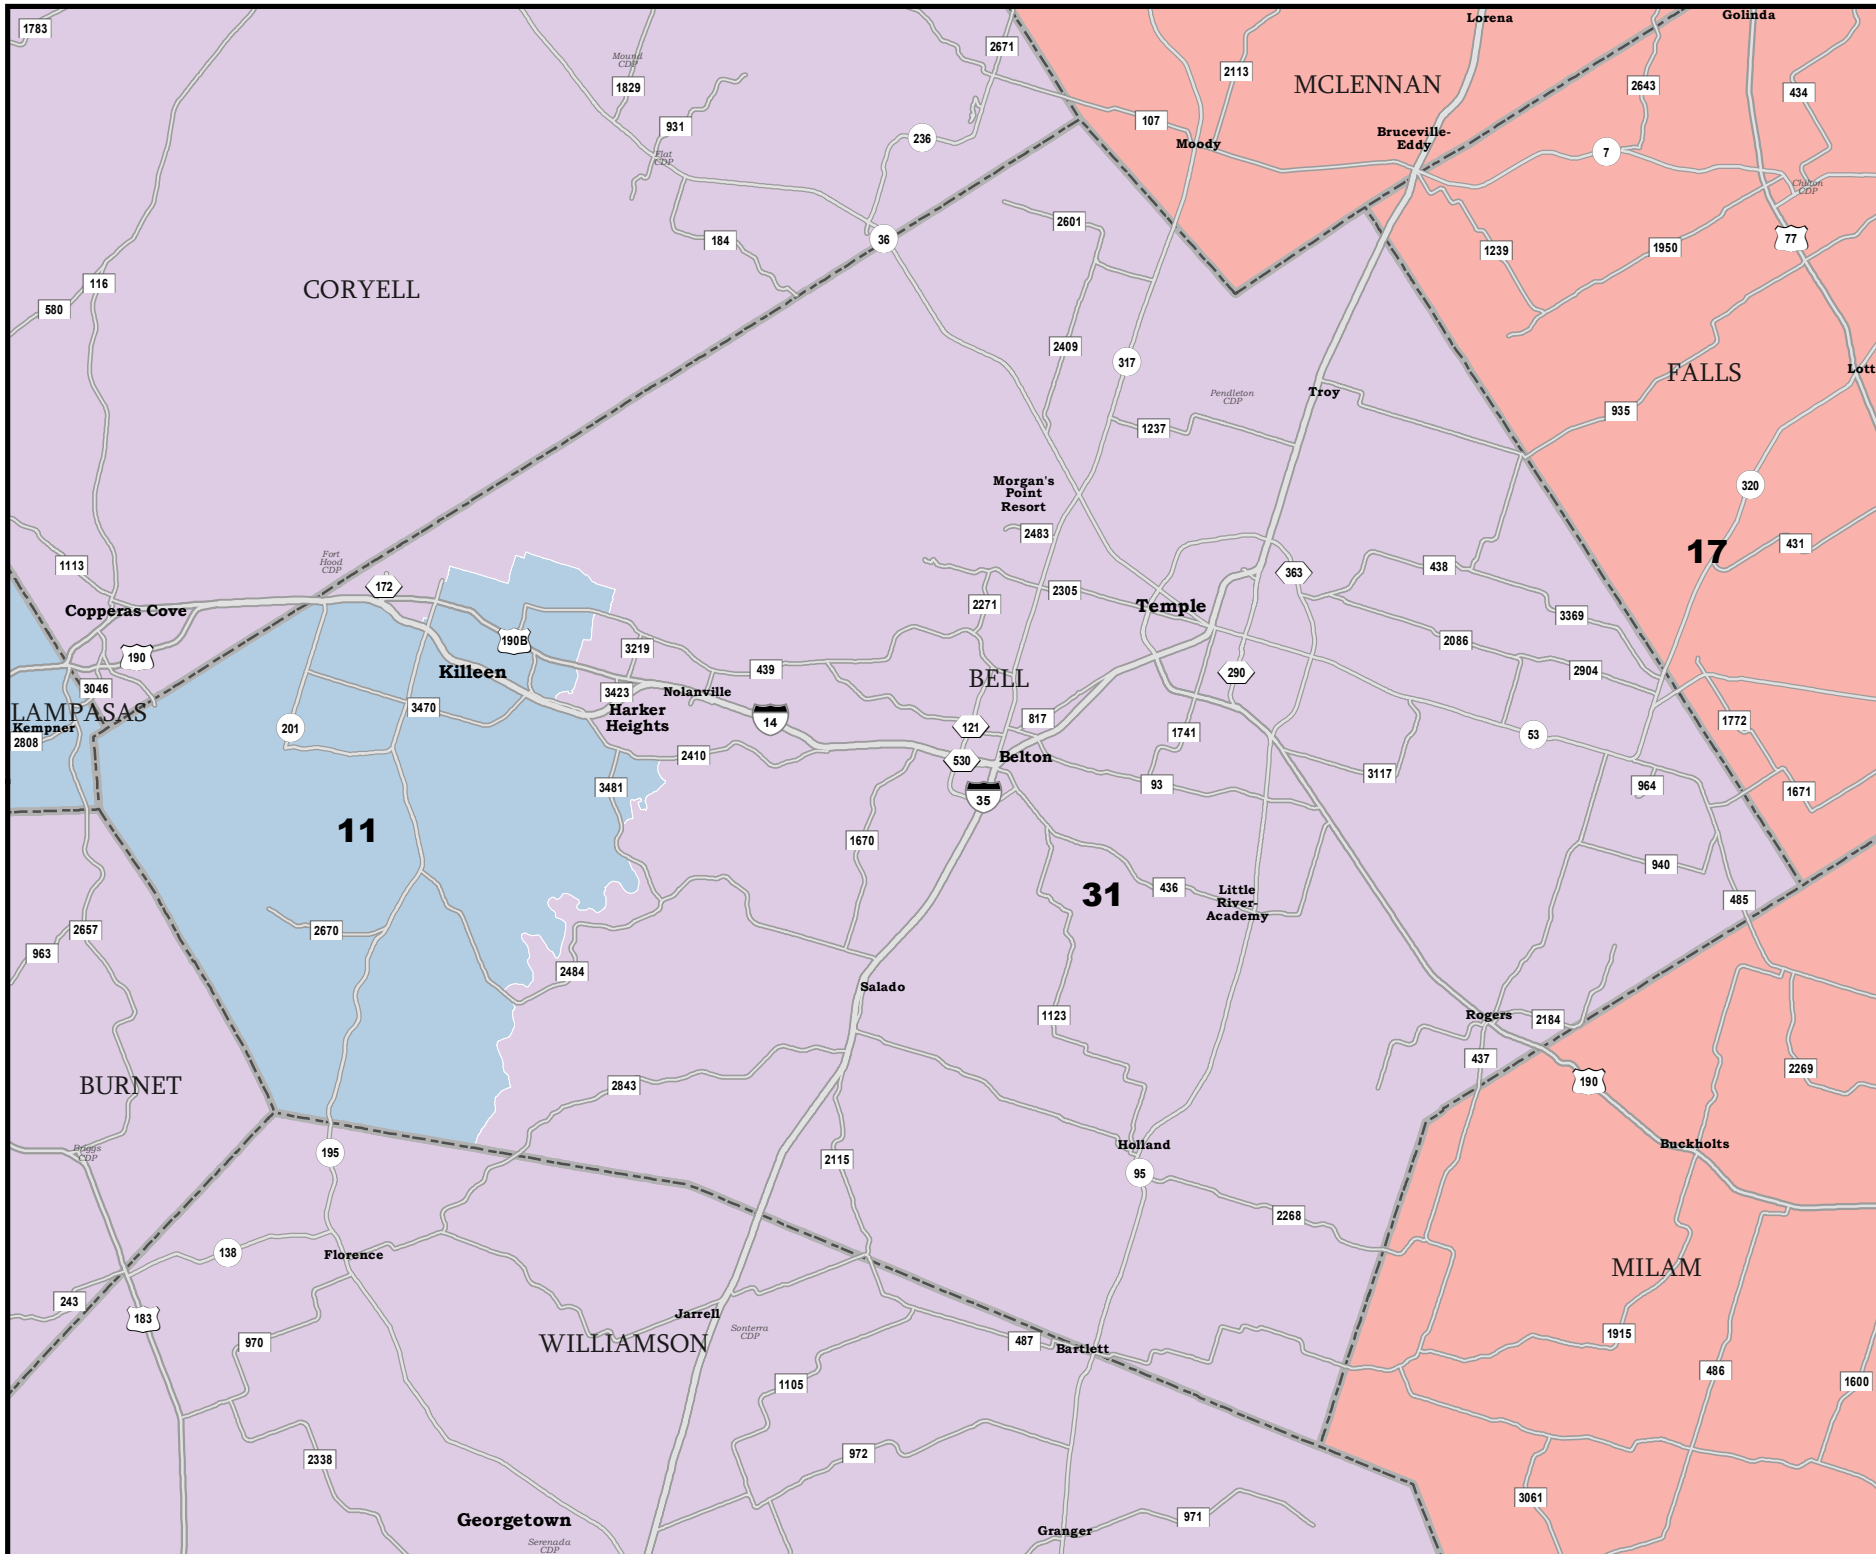 Lorena
Golinda
1783
2671
Mound
CDP
1829
2113
MCLENNAN
2643
434
931
107
236
Bruceville-
Eddy
Moody
7
Flat
CDP
Chilton
CDP
2601
184
36
1239
1950
77
CORYELL
116
580
2409
317
FALLS
Lott
Troy
Pendleton
CDP
935
1237
Morgan's
Point
Resort
320
2483
431
17
Fort
Hood
CDP
1113
172
363
438
2305
2271
Temple
Copperas Cove
3369
190B
3219
2086
190
439
2904
Killeen
BELL
290
3046
3423
Nolanville
3470
LAMPASAS
Kempner
2808
201
Harker
Heights
14
121
817
1772
1741
53
2410
530
Belton
3117
93
964
3481
35
1671
11
1670
940
31
436
Little
River-
Academy
485
2670
2657
963
2484
Salado
1123
Rogers
2184
437
2269
BURNET
2843
190
Buckholts
Briggs
CDP
195
2115
Holland
95
2268
138
Florence
MILAM
243
183
Jarrell
Sonterra
CDP
970
WILLIAMSON
487
Bartlett
1915
1105
486
1600
972
2338
3061
Georgetown
971
Granger
Serenada
CDP